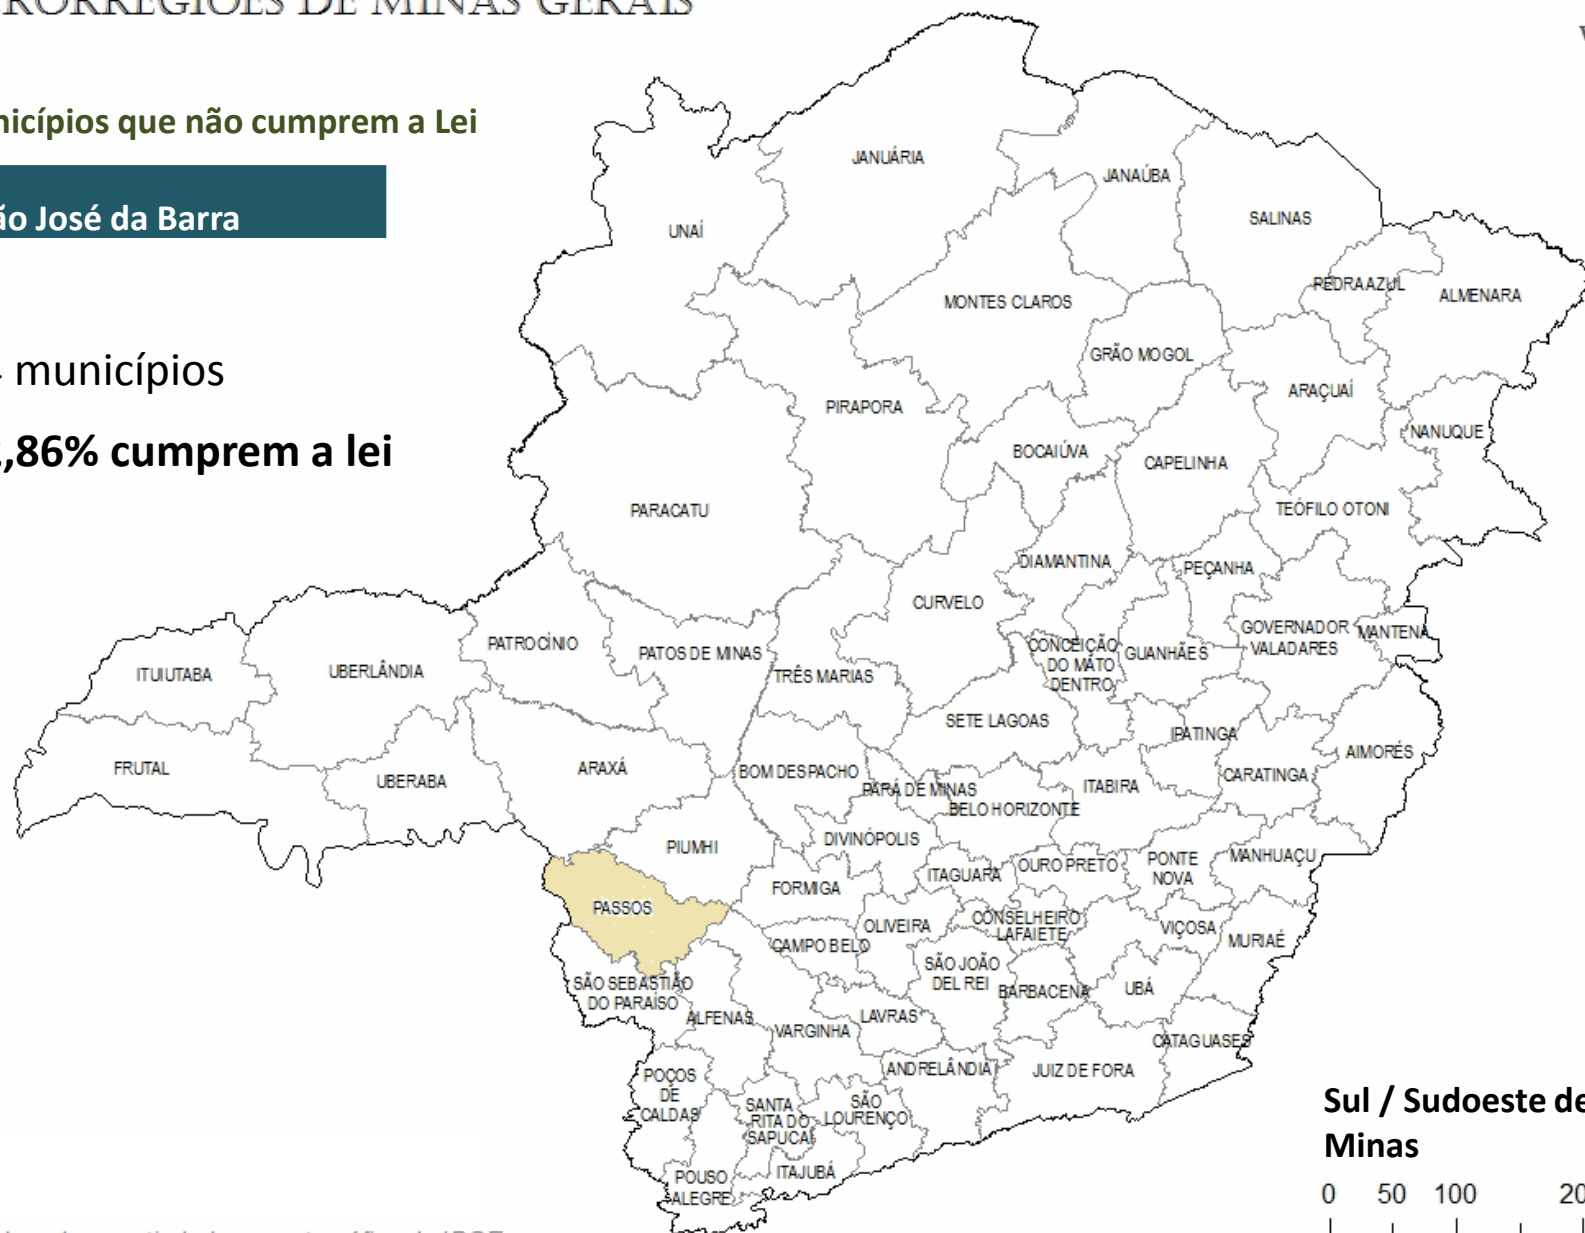 RORREGIÕES DE MINAS GERAIS
nicípios que não cumprem a Lei
ão José da Barra
municípios
,86% cumprem a lei
JANUÁRIA
JANAÚBA
SALINAS
UNAÍ
PEDRA AZUL
ALMENARA
MONTES CLAROS
GRÃO MOGOL
ARAÇUAÍ
PIRAPORA
NANUQUE
BOCAIÚVA
CAPELINHA
PARACATU
TEÓFILO OTONI
DIAMANTINA
PEÇANHA
CURVELO
PATROCÍNIO
PATOS DE MINAS
TRÊS MARIAS
CONCEIÇÃO
DO MATO
DENTRO
GUANHÃES
GOVERNADOR
VALADARES
MANTENA
ITUIUTABA
UBERLÂNDIA
SETE LAGOAS
IPATINGA
AIMORÉS
FRUTAL
UBERABA
ARAXÁ
BOM DESPACHO
PARÁ DE MINAS
BELO HORIZONTE
ITABIRA
CARATINGA
PIUMHI
DIVINÓPOLIS
ITAGUARA
OURO PRETO
PONTE
NOVA
MANHUAÇU
FORMIGA
PASSOS
CAMPO BELO
OLIVEIRA
CONSELHEIRO
LAFAIETE
VIÇOSA
MURIAÉ
SÃO SEBASTIÃO
DO PARAÍSO
ALFENAS
SÃO JOÃO
DEL REI
BARBACENA
UBÁ
VARGINHA
LAVRAS
CATAGUASES
ANDRELÂNDIA
JUIZ DE FORA
POÇOS
DE
CALDAS
SANTA
RITA DO
SAPUCAÍ
SÃO
LOURENÇO
POUSO
ALEGRE
ITAJUBÁ
Sul / Sudoeste de
Minas
0 50 100 20